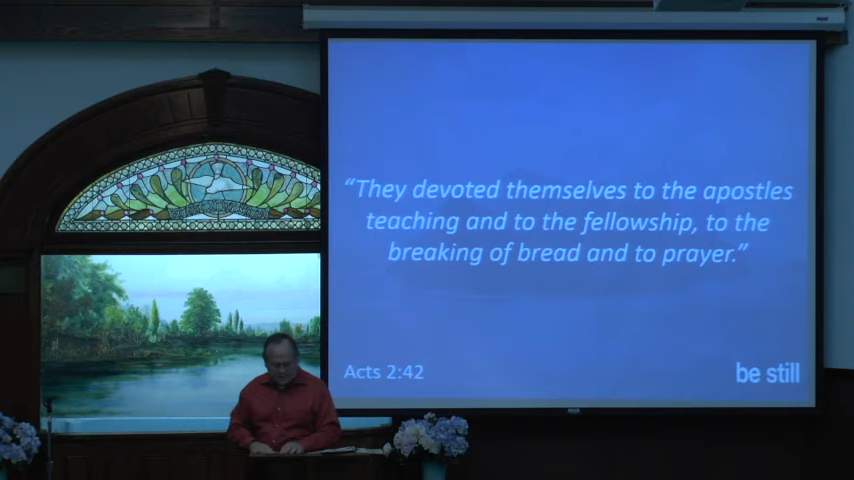 “They devoted themselves to the apostles
teaching and to the fellowship, to the
breaking of bread and to prayer.”
Acts 2:42
be still